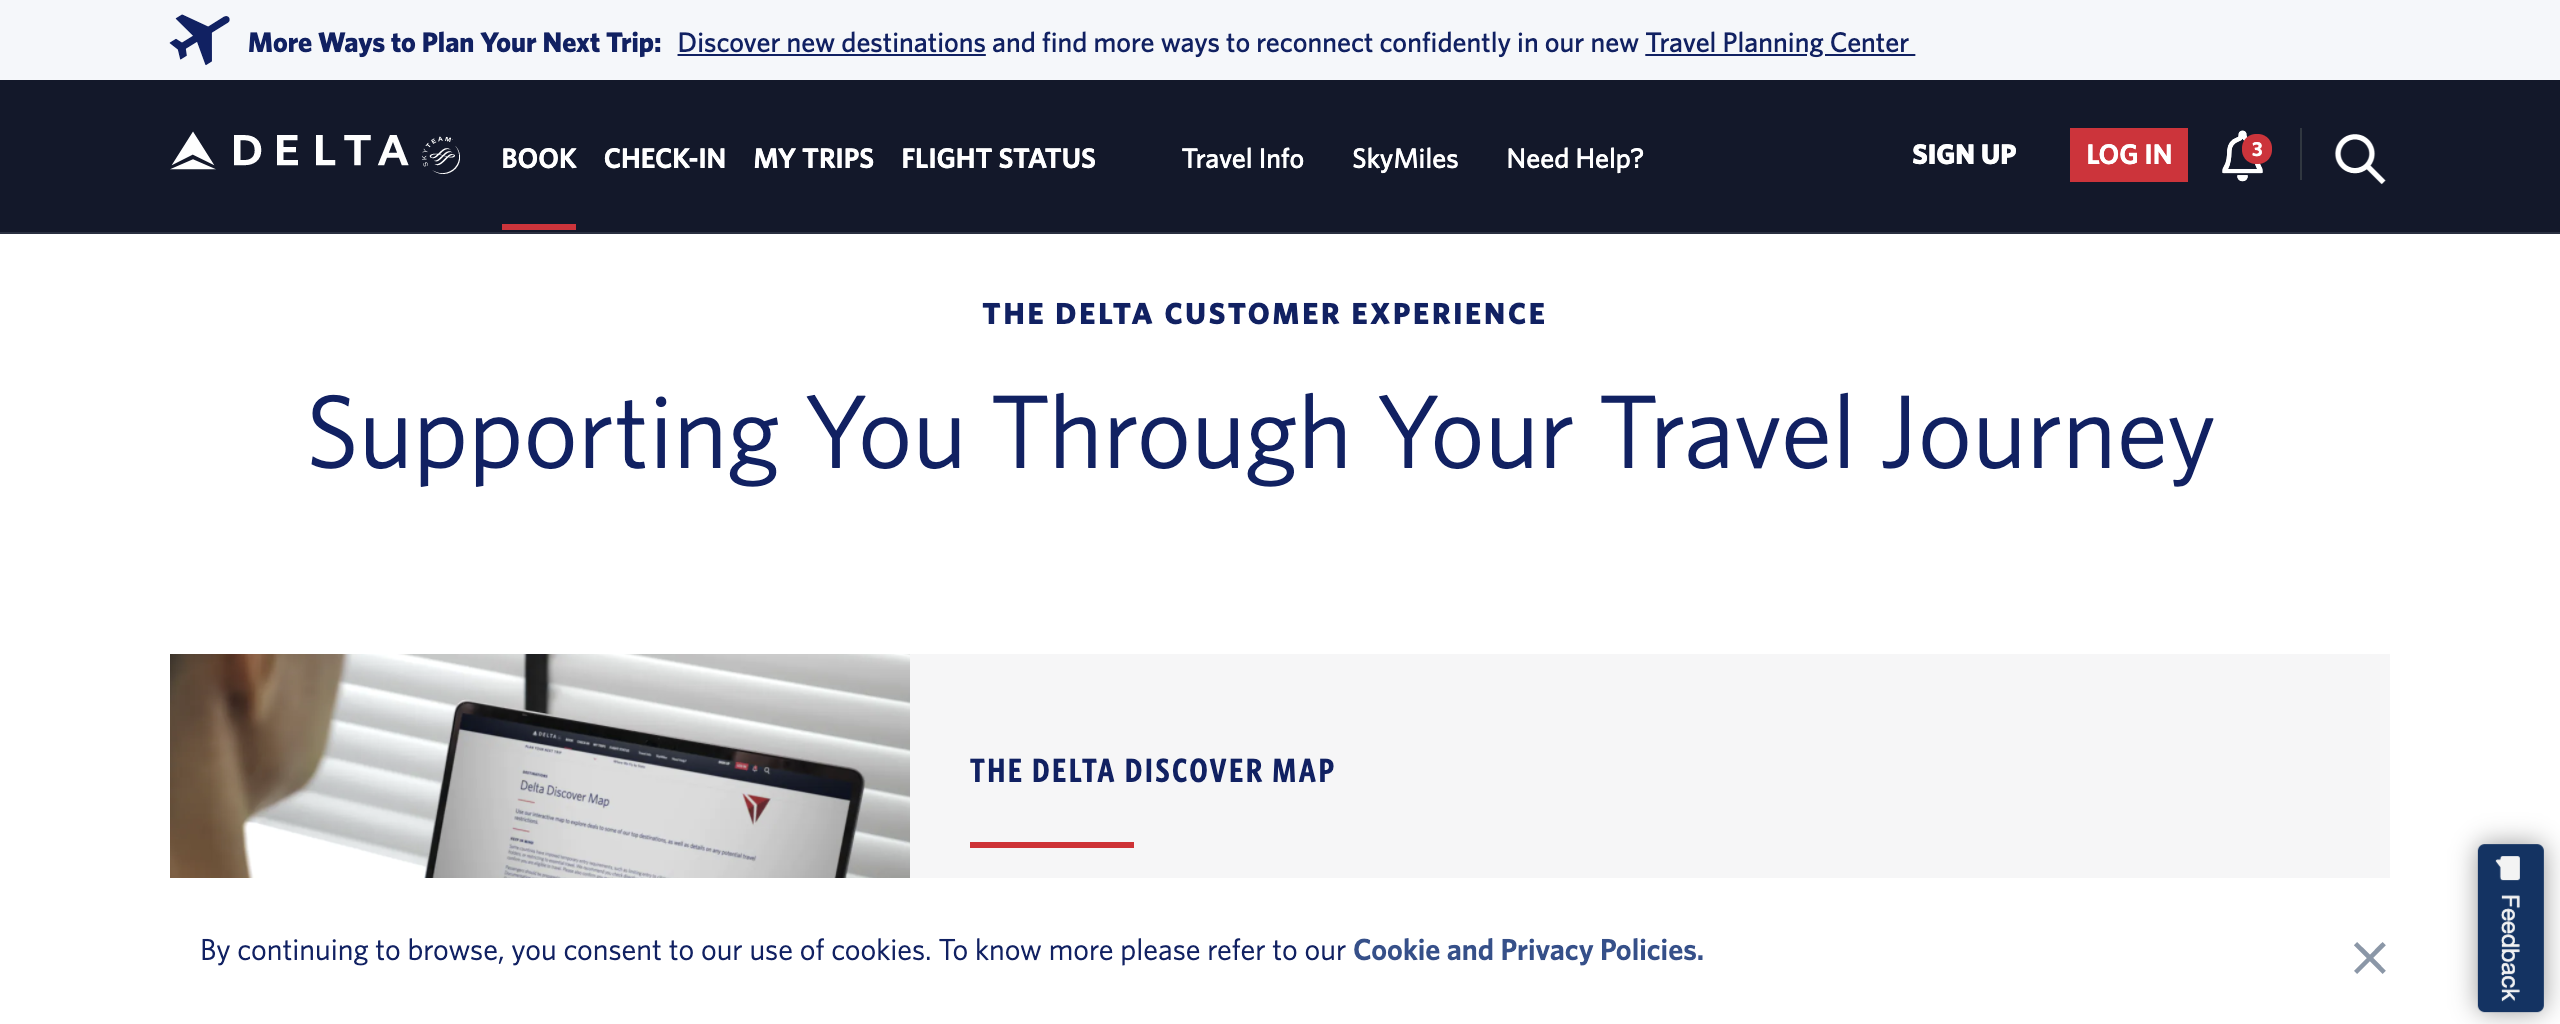 More Ways to Plan Your Next Trip: Discover new destinations and find more ways to reconnect confidently in our new Travel Planning Center
DELTA SKYTEAM BOOK CHECK-IN MY TRIPS FLIGHT STATUS Travel Info SkyMiles Need Help? SIGN UP LOG IN 3
THE DELTA CUSTOMER EXPERIENCE
Supporting You Through Your Travel Journey
DELTA
Delta Discover Map
THE DELTA DISCOVER MAP
Feedback
By continuing to browse, you consent to our use of cookies. To know more please refer to our Cookie and Privacy Policies.